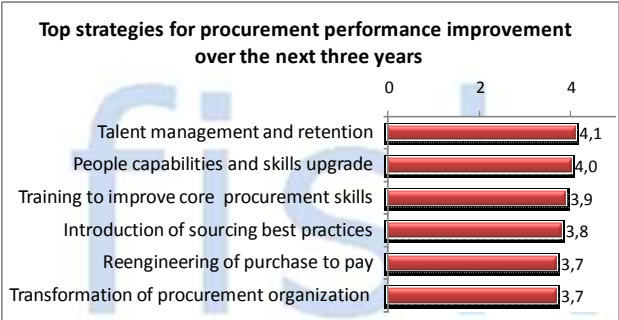 Top strategies for procurement performance improvement
over the next three years
0 2 4
Talent management and retention 4,1
People capabilities and skills upgrade 4,0
Training to improve core procurement skills 3,9
Introduction of sourcing best practices 3,8
Reengineering of purchase to pay 3,7
Transformation of procurement organization 3,7